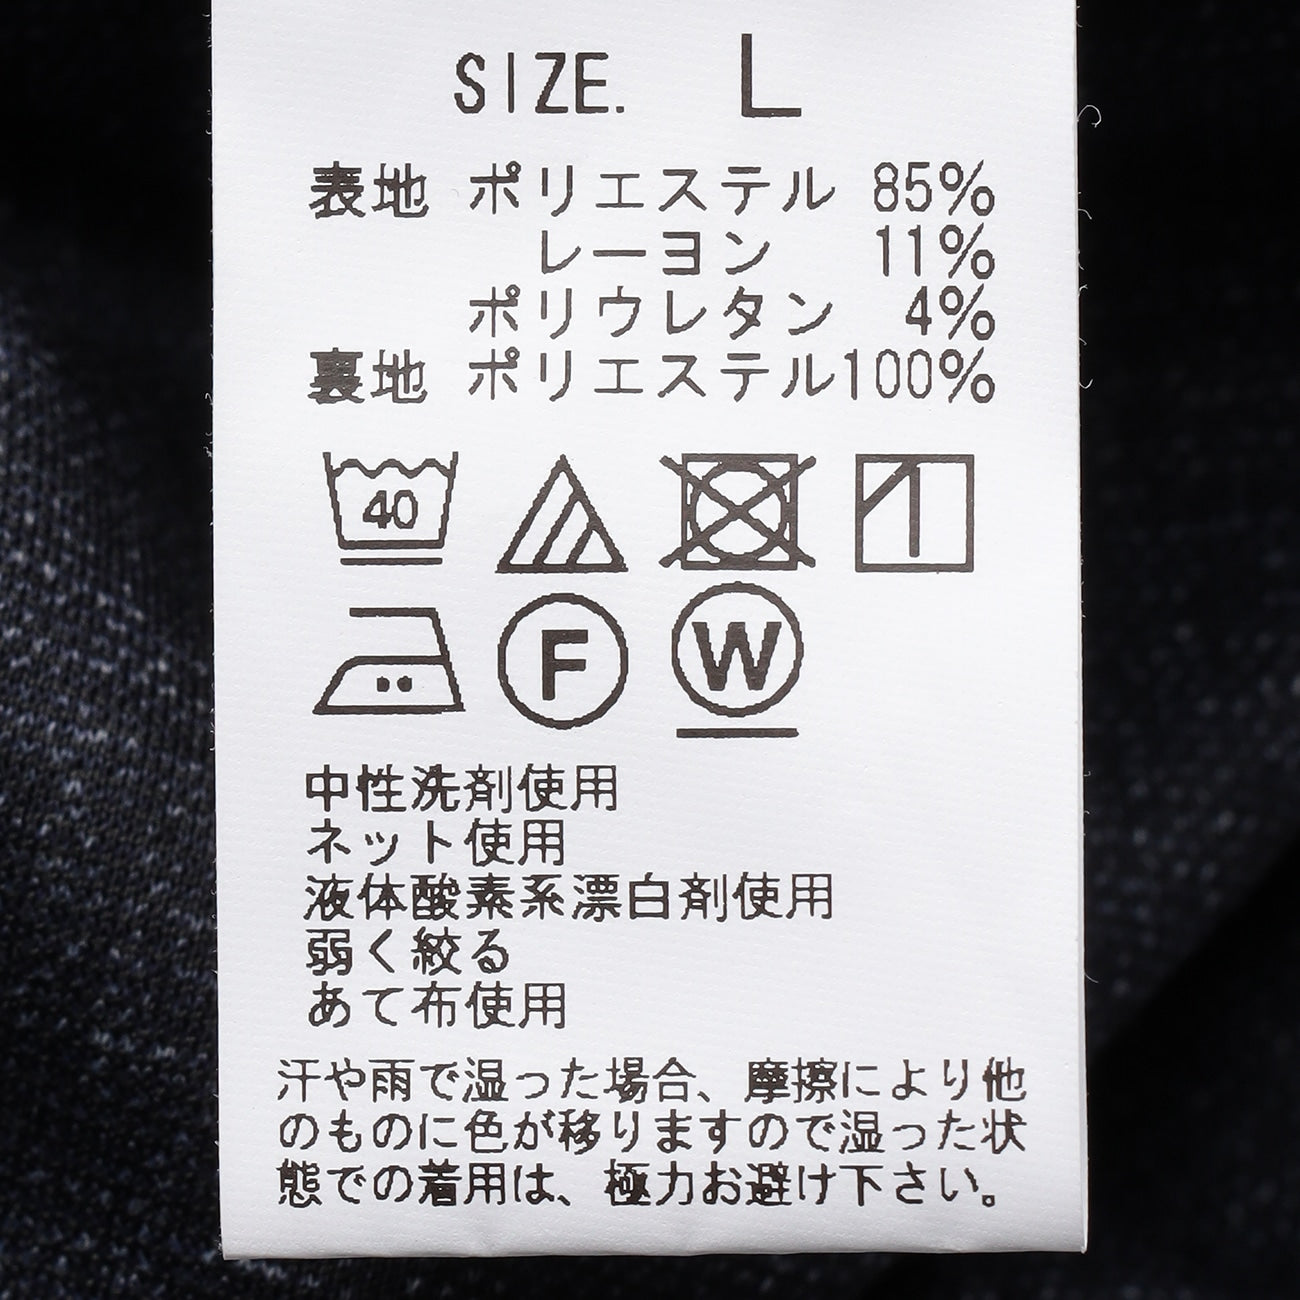 SIZE. L
表地 ポリエステル 85%
レーヨン 11%
ポリウレタン 4%
裏地 ポリエステル100%
40
F W
中性洗剤使用
ネット使用
液体酸素系漂白剤使用
弱く絞る
あて布使用
汗や雨で湿った場合、摩擦により他
のものに色が移りますので湿った状
態での着用は、極力お避け下さい。